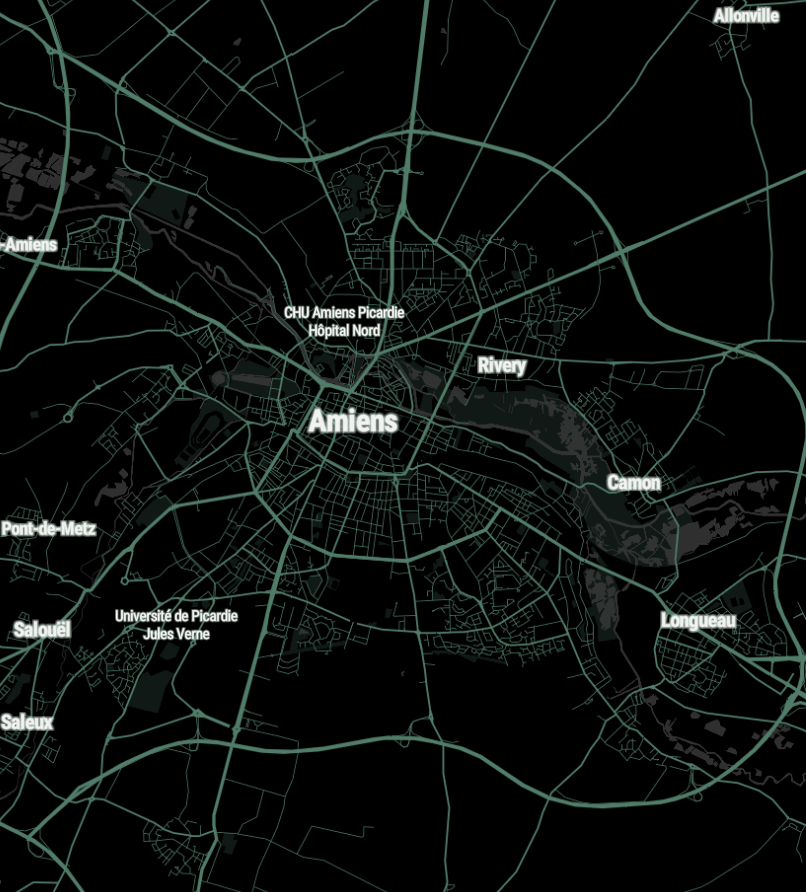 Allonville
-Amiens
CHU Amiens Picardie
Hôpital Nord
Rivery
Amiens
Camon
Pont-de-Metz
Université de Picardie
Jules Verne
Salouël
Longueau
Saleux